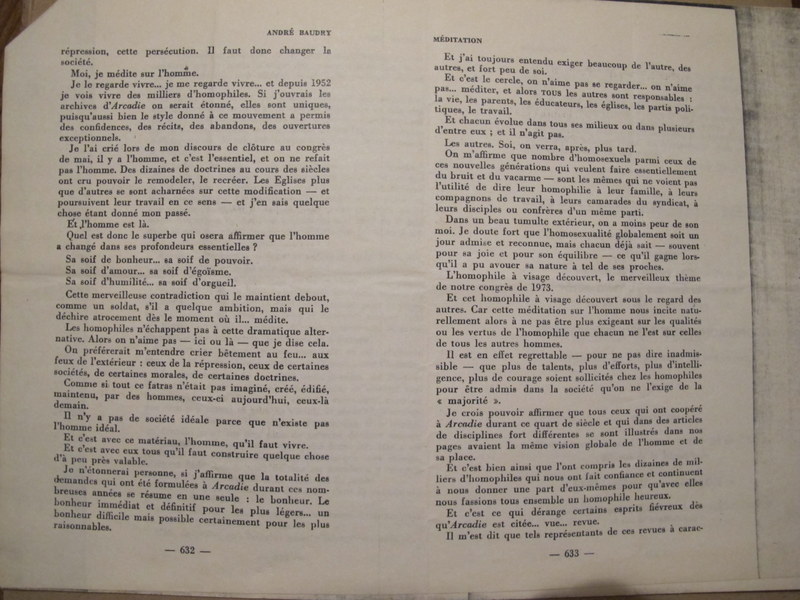 ANDRÉ BAUDRY
répression, cette persécution. Il faut donc changer la
société.
Moi, je médite sur l'homme.
Je le regarde vivre... je me regarde vivre... et depuis 1952
je vois vivre des milliers d'homophiles. Si j'ouvrais les
archives d'Arcadie on serait étonné, elles sont uniques,
puisqu'aussi bien le style donné à ce mouvement a permis
des confidences, des récits, des abandons, des ouvertures
exceptionnels.
Je l'ai crié lors de mon discours de clôture au congrès
de mai, il y a l'homme, et c'est l'essentiel, et on ne refait
pas l'homme. Des dizaines de doctrines au cours des siècles
ont cru pouvoir le remodeler, le recréer. Les Eglises plus
que d'autres se sont acharnées sur cette modification — et
poursuivent leur travail en ce sens — et j'en sais quelque
chose étant donné mon passé.
Et l'homme est là.
Quel est donc le superbe qui osera affirmer que l'homme
a changé dans ses profondeurs essentielles ?
Sa soif de bonheur... sa soif de pouvoir.
Sa soif d'amour... sa soif d'égoïsme.
Sa soif d'humilité... sa soif d'orgueil.
Cette merveilleuse contradiction qui le maintient debout,
comme un soldat, s'il a quelque ambition, mais qui le
déchire atrocement dès le moment où il... médite.
Les homophiles n'échappent pas à cette dramatique alter-
native. Alors on n'aime pas — ici ou là — que je dise cela.
On préférerait m'entendre crier bêtement au feu... aux
feux de l'extérieur : ceux de la répression, ceux de certaines
sociétés, de certaines morales, de certaines doctrines.
Comme si tout ce fatras n'était pas imaginé, créé, édifié,
maintenu, par des hommes, ceux-ci aujourd'hui, ceux-là
demain.
Il n'y a pas de société idéale parce que n'existe pas
l'homme idéal.
Et c'est avec ce matériau, l'homme, qu'il faut vivre.
Et c'est avec eux tous qu'il faut construire quelque chose
d'à peu près valable.
Je n'étonnerai personne, si j'affirme que la totalité des
demandes qui ont été formulées à Arcadie durant ces nom-
breuses années se résume en une seule : le bonheur. Le
bonheur immédiat et définitif pour les plus légers... un
bonheur difficile mais possible certainement pour les plus
raisonnables.
— 632 —
MÉDITATION
Et j'ai toujours entendu exiger beaucoup de l'autre, des
autres, et fort peu de soi.
Et c'est le cercle, on n'aime pas se regarder... on n'aime
pas... méditer, et alors TOUS les autres sont responsables :
la vie, les parents, les éducateurs, les églises, les partis poli-
tiques, le travail.
Et chacun évolue dans tous ses milieux ou dans plusieurs
d'entre eux ; et il n'agit pas.
Les autres. Soi, on verra, après, plus tard.
On m'affirme que nombre d'homosexuels parmi ceux de
ces nouvelles générations qui veulent faire essentiellement
du bruit et du vacarme — sont les mêmes qui ne voient pas
l'utilité de dire leur homophilie à leur famille, à leurs
compagnons de travail, à leurs camarades du syndicat, à
leurs disciples ou confrères d'un même parti.
Dans un beau tumulte extérieur, on a moins peur de son
moi. Je doute fort que l'homosexualité globalement soit un
jour admise et reconnue, mais chacun déjà sait — souvent
pour sa joie et pour son équilibre — ce qu'il gagne lors-
qu'il a pu avouer sa nature à tel de ses proches.
L'homophilie à visage découvert, le merveilleux thème
de notre congrès de 1973.
Et cet homophile à visage découvert sous le regard des
autres. Car cette méditation sur l'homme nous incite natu-
rellement alors à ne pas être plus exigeant sur les qualités
ou les vertus de l'homophile que chacun ne l'est sur celles
de tous les autres hommes.
Il est en effet regrettable — pour ne pas dire inadmis-
sible — que plus de talents, plus d'efforts, plus d'intelli-
gence, plus de courage soient sollicités chez les homophiles
pour être admis dans la société qu'on ne l'exige de la
« majorité ».
Je crois pouvoir affirmer que tous ceux qui ont coopéré
à Arcadie durant ce quart de siècle et qui dans des articles
de disciplines fort différentes se sont illustrés dans nos
pages avaient la même vision globale de l'homme et de
sa place.
Et c'est bien ainsi que l'ont compris les dizaines de mil-
liers d'homophiles qui nous ont fait confiance et continuent
à nous donner une part d'eux-mêmes pour qu'avec elles
nous fassions tous ensemble un homophile heureux.
Et c'est ce qui dérange certains esprits fiévreux dès
qu'Arcadie est citée... vue... revue.
Il m'est dit que tels représentants de ces revues à carac-
— 633 —